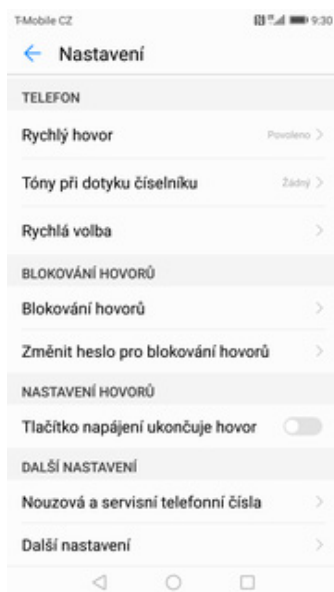 T-Mobile CZ 9:30
Nastavení
TELEFON
Rychlý hovor Povoleno
Tóny při dotyku číselníku Žádný
Rychlá volba
BLOKOVÁNÍ HOVORŮ
Blokování hovorů
Změnit heslo pro blokování hovorů
NASTAVENÍ HOVORŮ
Tlačítko napájení ukončuje hovor
DALŠÍ NASTAVENÍ
Nouzová a servisní telefonní čísla
Další nastavení